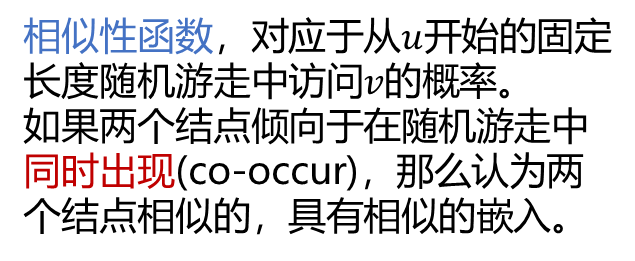 相似性函数，对应于从u开始的固定
长度随机游走中访问v的概率。
如果两个结点倾向于在随机游走中
同时出现(co-occur)，那么认为两
个结点相似的，具有相似的嵌入。